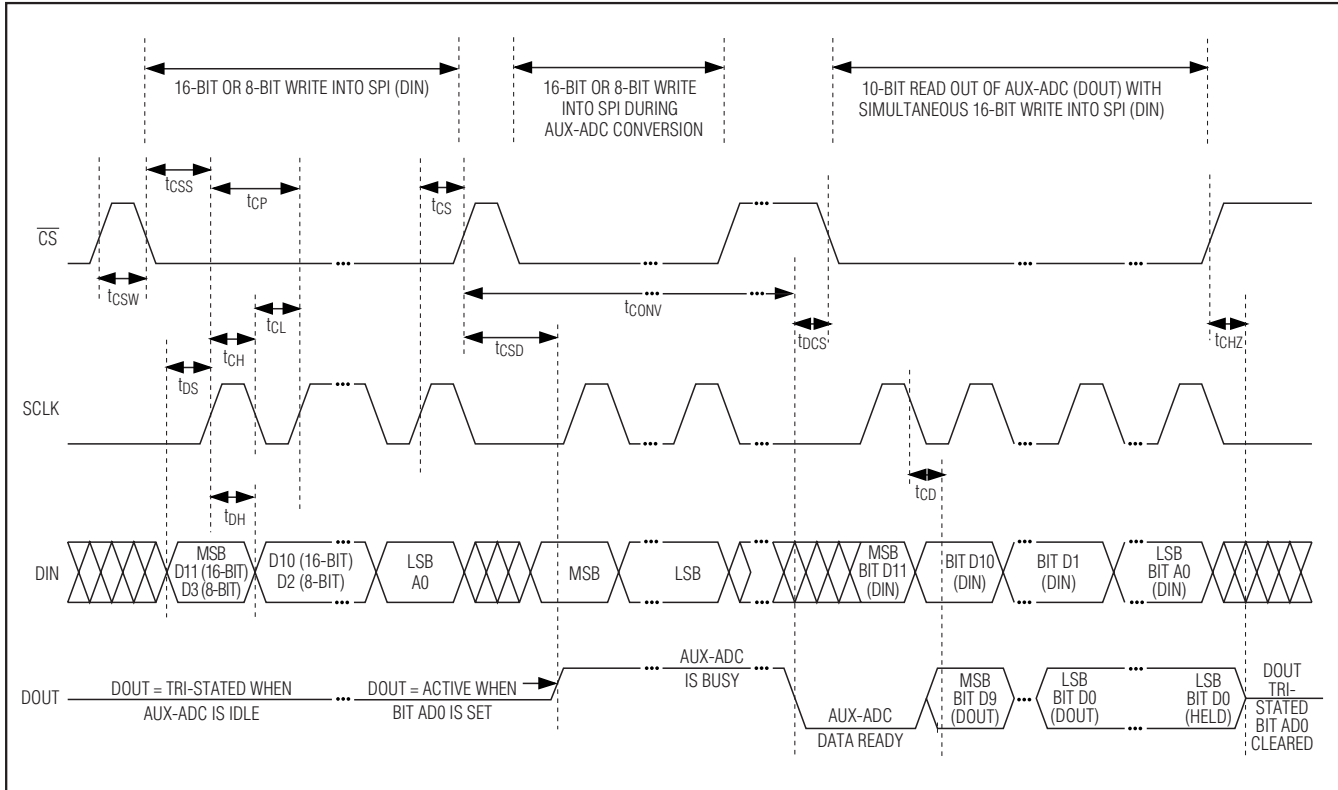 16-BIT OR 8-BIT WRITE INTO SPI (DIN)
16-BIT OR 8-BIT WRITE
INTO SPI DURING
AUX-ADC CONVERSION
10-BIT READ OUT OF AUX-ADC (DOUT) WITH
SIMULTANEOUS 16-BIT WRITE INTO SPI (DIN)
tCSS
tCP
tCS
CS
tCSW
tCL
tCONV
tCH
tCSD
tDCS
tCHZ
tDS
SCLK
tCD
tDH
DIN
MSB
D11 (16-BIT)
D3 (8-BIT)
D10 (16-BIT)
D2 (8-BIT)
LSB
A0
MSB
LSB
MSB
BIT D11
(DIN)
BIT D10
(DIN)
BIT D1
(DIN)
LSB
BIT A0
(DIN)
DOUT
DOUT = TRI-STATED WHEN
AUX-ADC IS IDLE
DOUT = ACTIVE WHEN
BIT AD0 IS SET
AUX-ADC
IS BUSY
AUX-ADC
DATA READY
MSB
BIT D9
(DOUT)
LSB
BIT D0
(DOUT)
LSB
BIT D0
(HELD)
DOUT
TRI-
STATED
BIT AD0
CLEARED